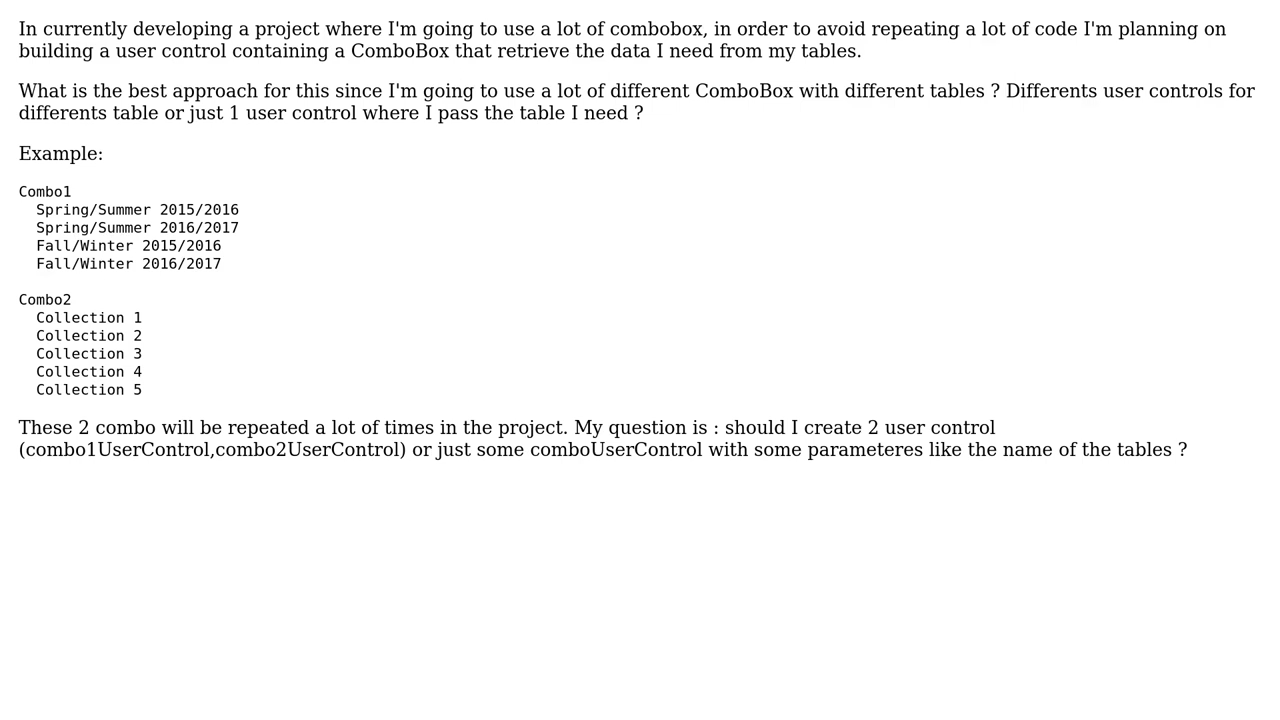 In currently developing a project where I'm going to use a lot of combobox, in order to avoid repeating a lot of code I'm planning on
building a user control containing a ComboBox that retrieve the data I need from my tables.
What is the best approach for this since I'm going to use a lot of different ComboBox with different tables ? Differents user controls for
differents table or just 1 user control where I pass the table I need ?
Example:
Combo1
  Spring/Summer 2015/2016
  Spring/Summer 2016/2017
  Fall/Winter 2015/2016
  Fall/Winter 2016/2017
Combo2
  Collection 1
  Collection 2
  Collection 3
  Collection 4
  Collection 5
These 2 combo will be repeated a lot of times in the project. My question is : should I create 2 user control
(combo1UserControl,combo2UserControl) or just some comboUserControl with some parameteres like the name of the tables ?